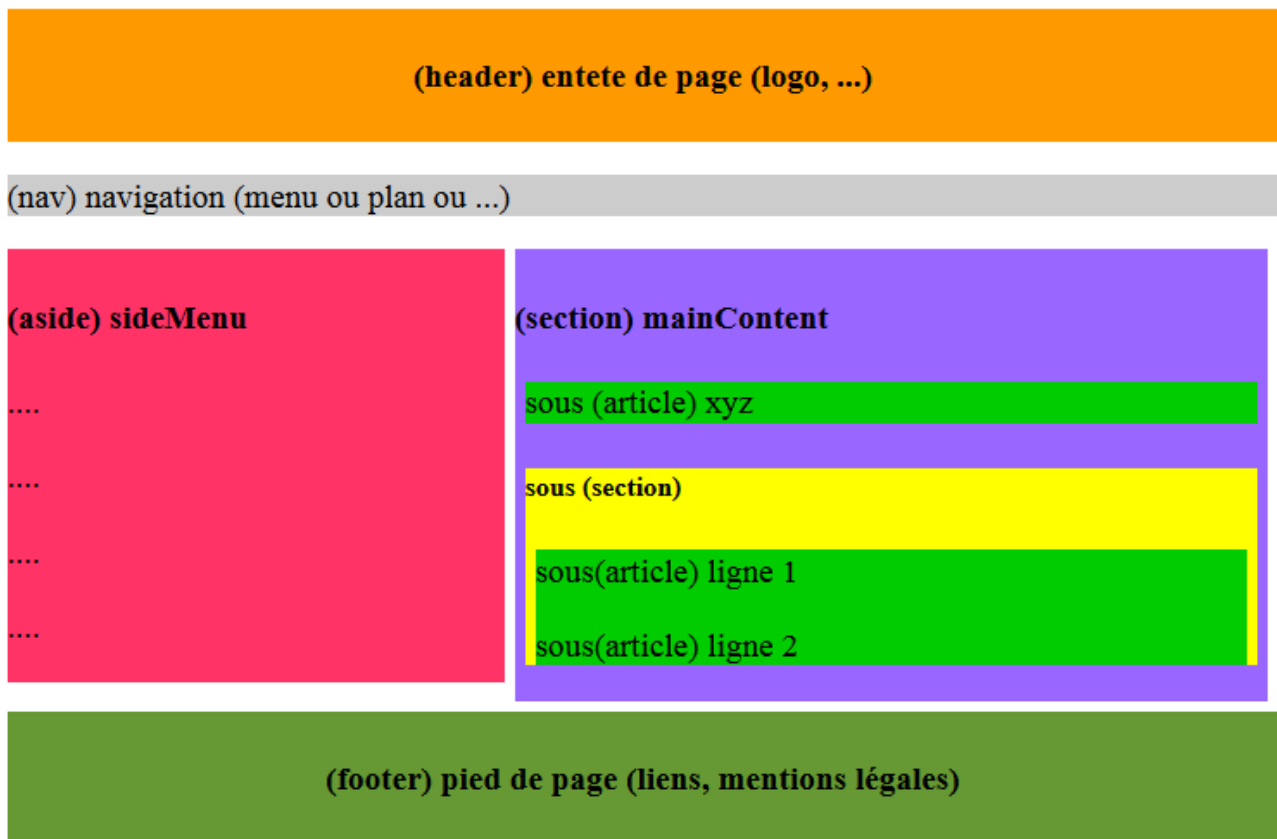 (header) entete de page (logo, ...)
(nav) navigation (menu ou plan ou ...)
(aside) sideMenu
....
....
....
....
(section) mainContent
sous (article) xyz
sous (section)
sous(article) ligne 1
sous(article) ligne 2
(footer) pied de page (liens, mentions légales)